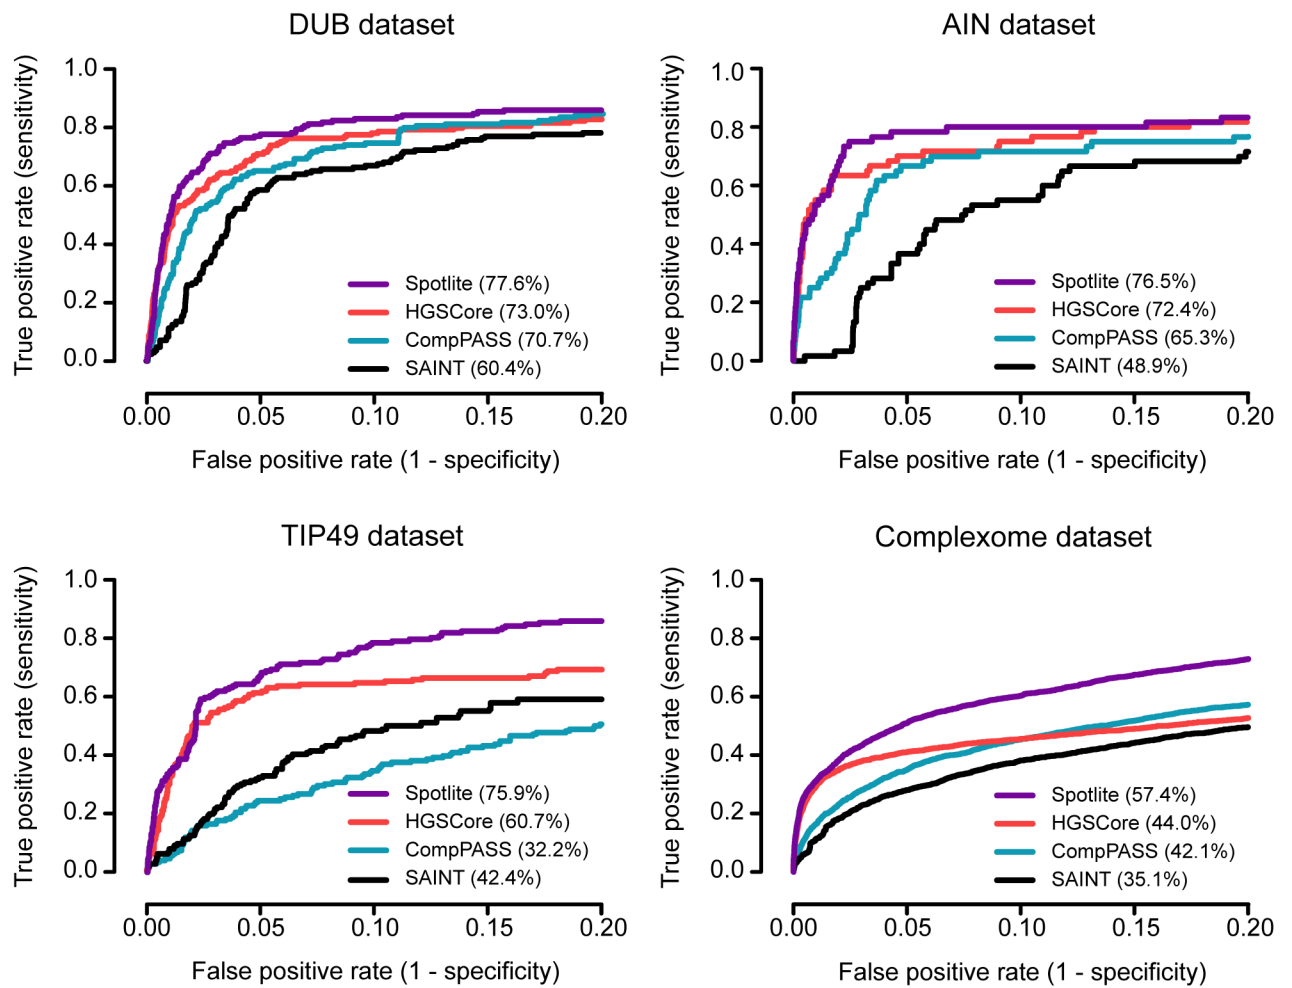 DUB dataset
True positive rate (sensitivity)
1.0
0.8
0.6
0.4
0.2
0.0
Spotlite (77.6%)
HGSCore (73.0%)
CompPASS (70.7%)
SAINT (60.4%)
0.00 0.05 0.10 0.15 0.20
False positive rate (1 - specificity)
AIN dataset
True positive rate (sensitivity)
1.0
0.8
0.6
0.4
0.2
0.0
Spotlite (76.5%)
HGSCore (72.4%)
CompPASS (65.3%)
SAINT (48.9%)
0.00 0.05 0.10 0.15 0.20
False positive rate (1 - specificity)
TIP49 dataset
True positive rate (sensitivity)
1.0
0.8
0.6
0.4
0.2
0.0
Spotlite (75.9%)
HGSCore (60.7%)
CompPASS (32.2%)
SAINT (42.4%)
0.00 0.05 0.10 0.15 0.20
False positive rate (1 - specificity)
Complexome dataset
True positive rate (sensitivity)
1.0
0.8
0.6
0.4
0.2
0.0
Spotlite (57.4%)
HGSCore (44.0%)
CompPASS (42.1%)
SAINT (35.1%)
0.00 0.05 0.10 0.15 0.20
False positive rate (1 - specificity)